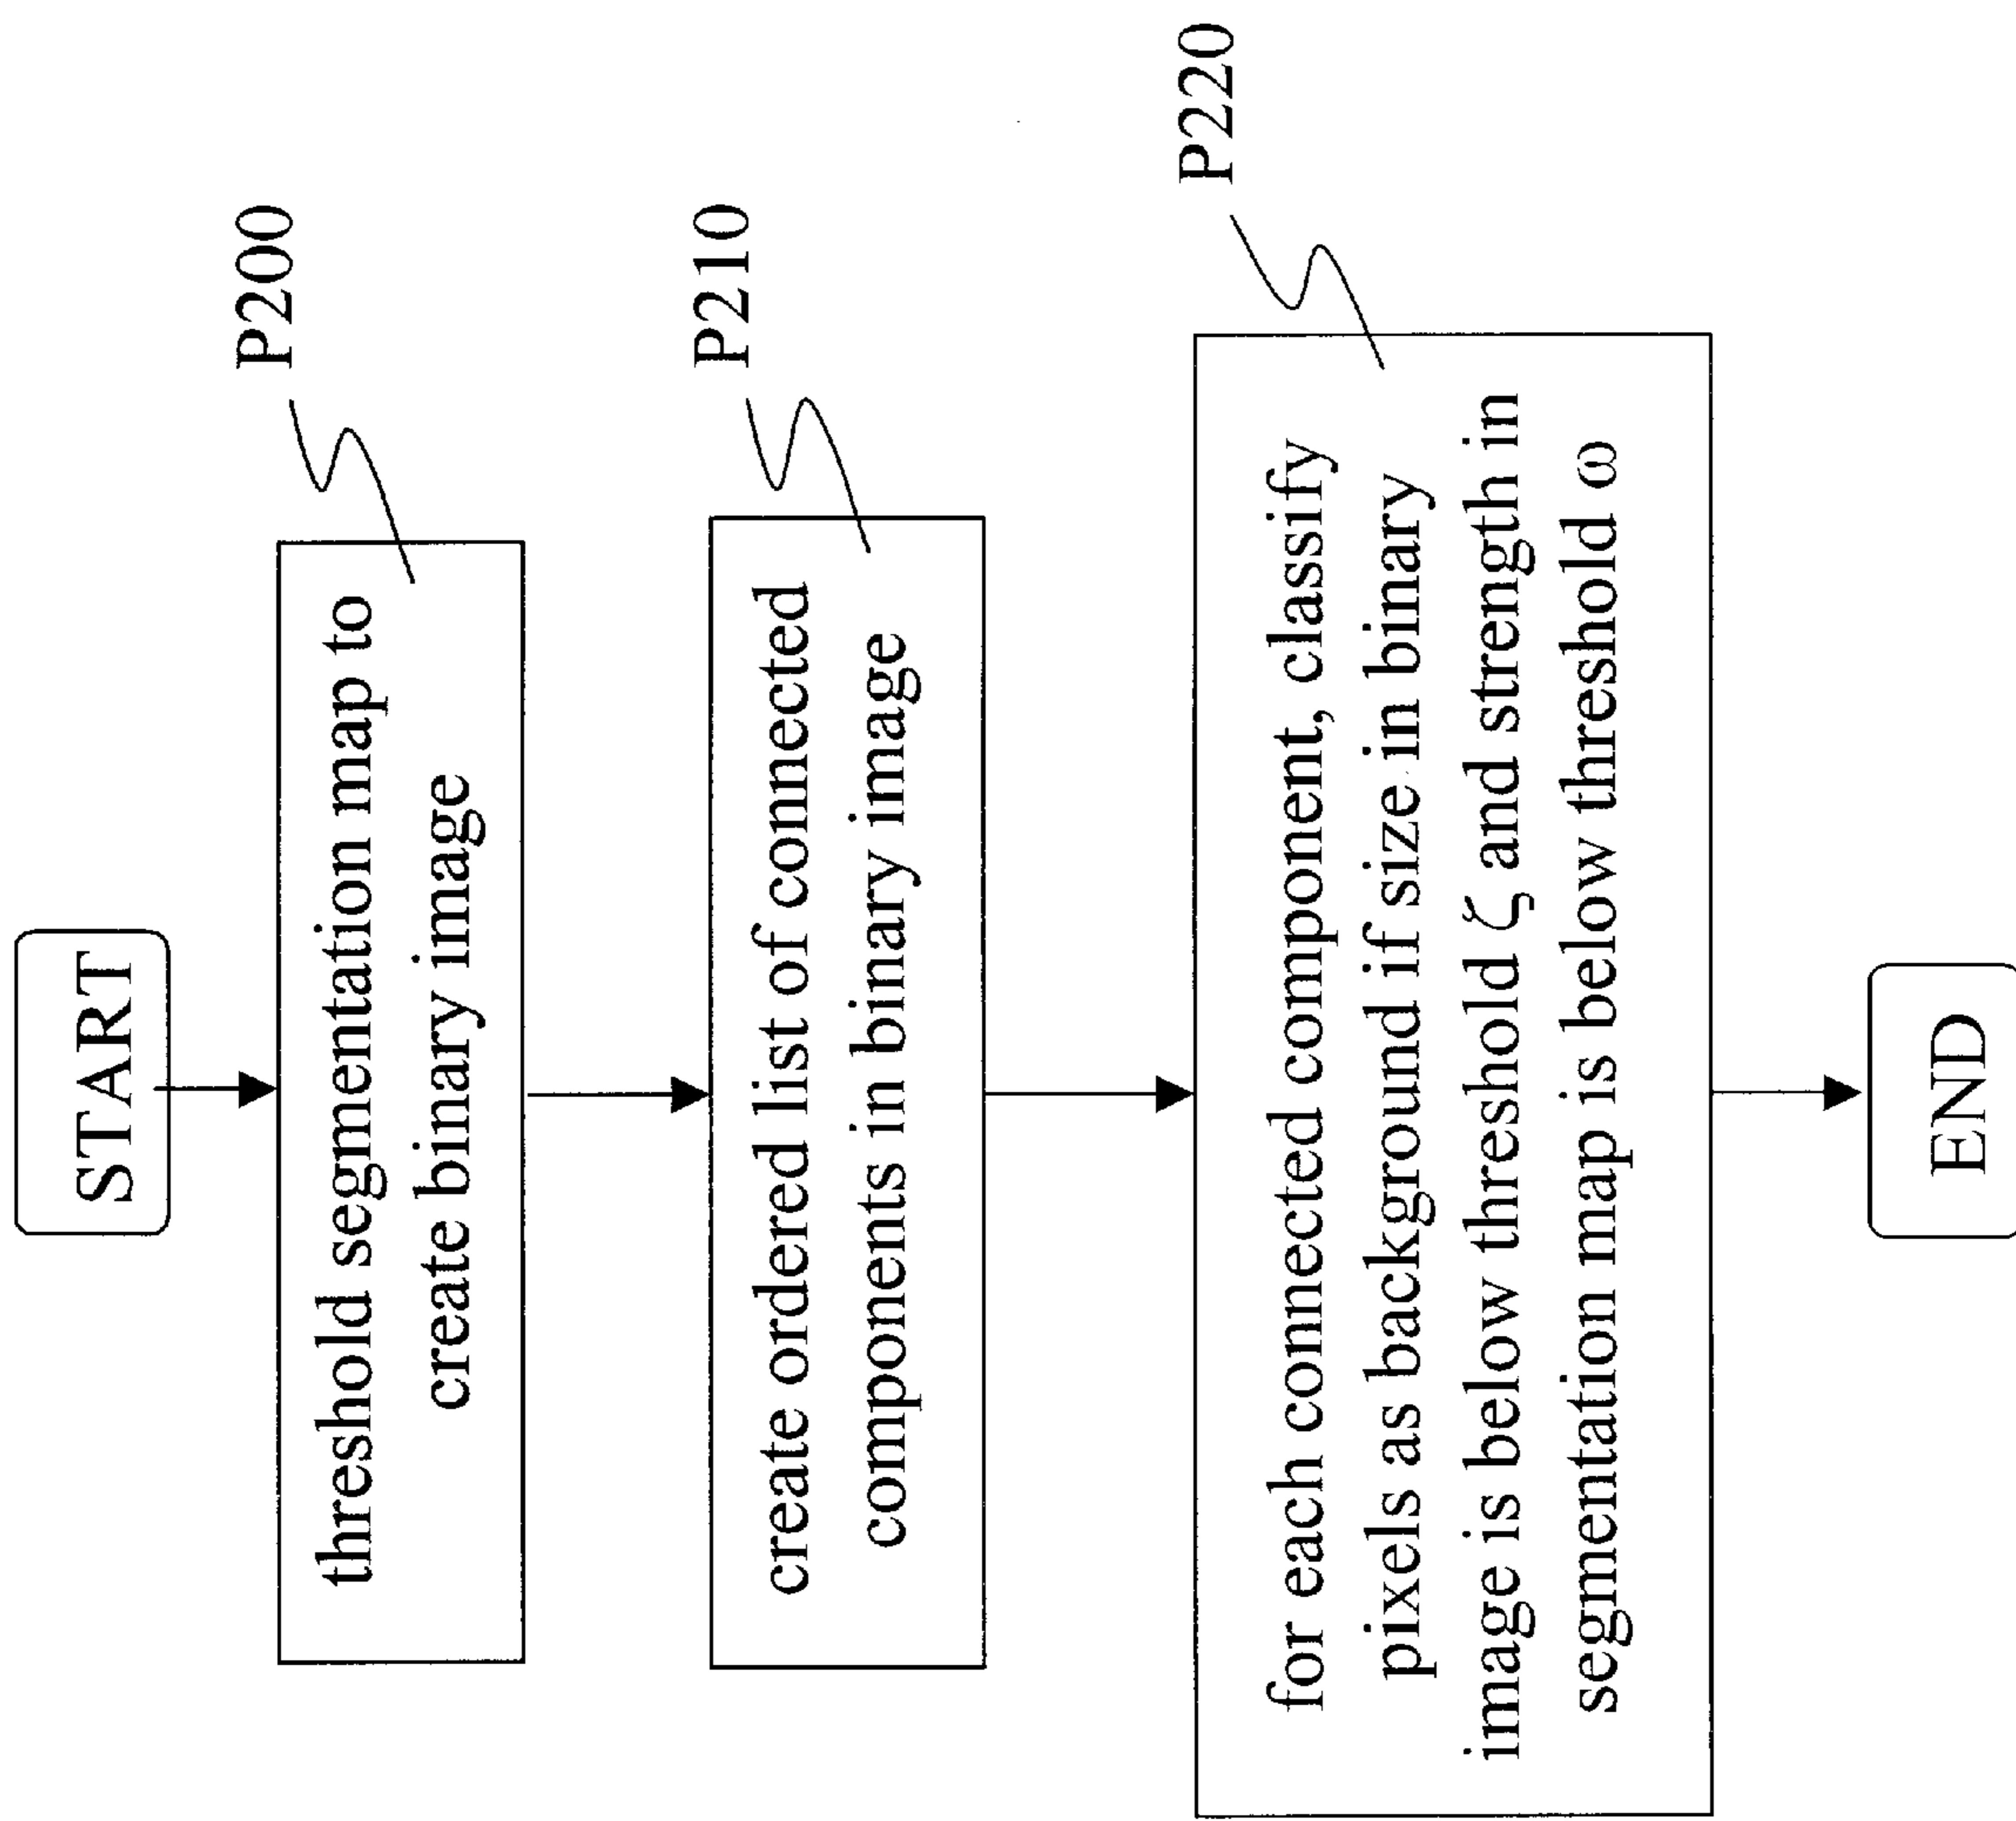 START
P200
threshold segmentation map to
create binary image
P210
create ordered list of connected
components in binary image
P220
for each connected component, classify
pixels as background if size in binary
image is below threshold ζ and strength in
segmentation map is below threshold ω
END